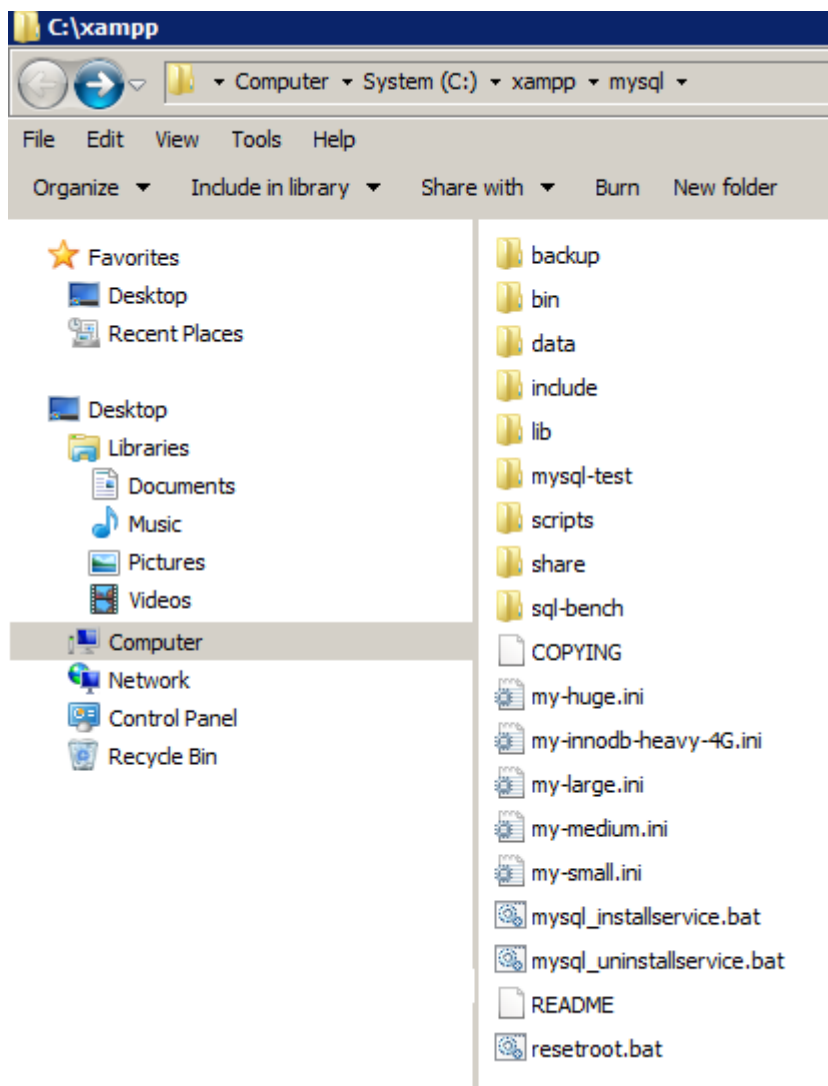 C:\xampp
Computer System (C:) xampp mysql
File Edit View Tools Help
Organize Include in library Share with Burn New folder
Favorites
Desktop
Recent Places
Desktop
Libraries
Documents
Music
Pictures
Videos
Computer
Network
Control Panel
Recycle Bin
backup
bin
data
include
lib
mysql-test
scripts
share
sql-bench
COPYING
my-huge.ini
my-innodb-heavy-4G.ini
my-large.ini
my-medium.ini
my-small.ini
mysql_installservice.bat
mysql_uninstallservice.bat
README
resetroot.bat